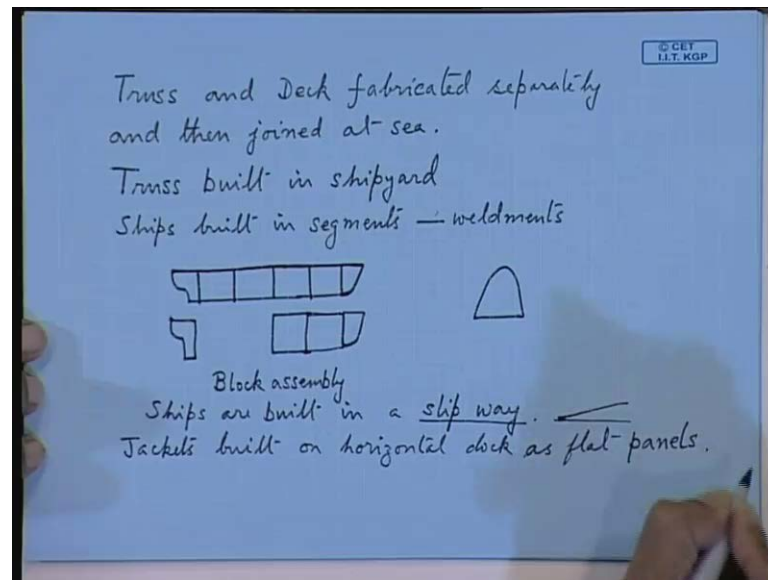 © CET
I.I.T. KGP
Truss and Deck fabricated separately
and then joined at sea.
Truss built in shipyard
Ships built in segments — weldments
Block assembly
Ships are built in a slip way.
Jackets built on horizontal dock as flat panels.